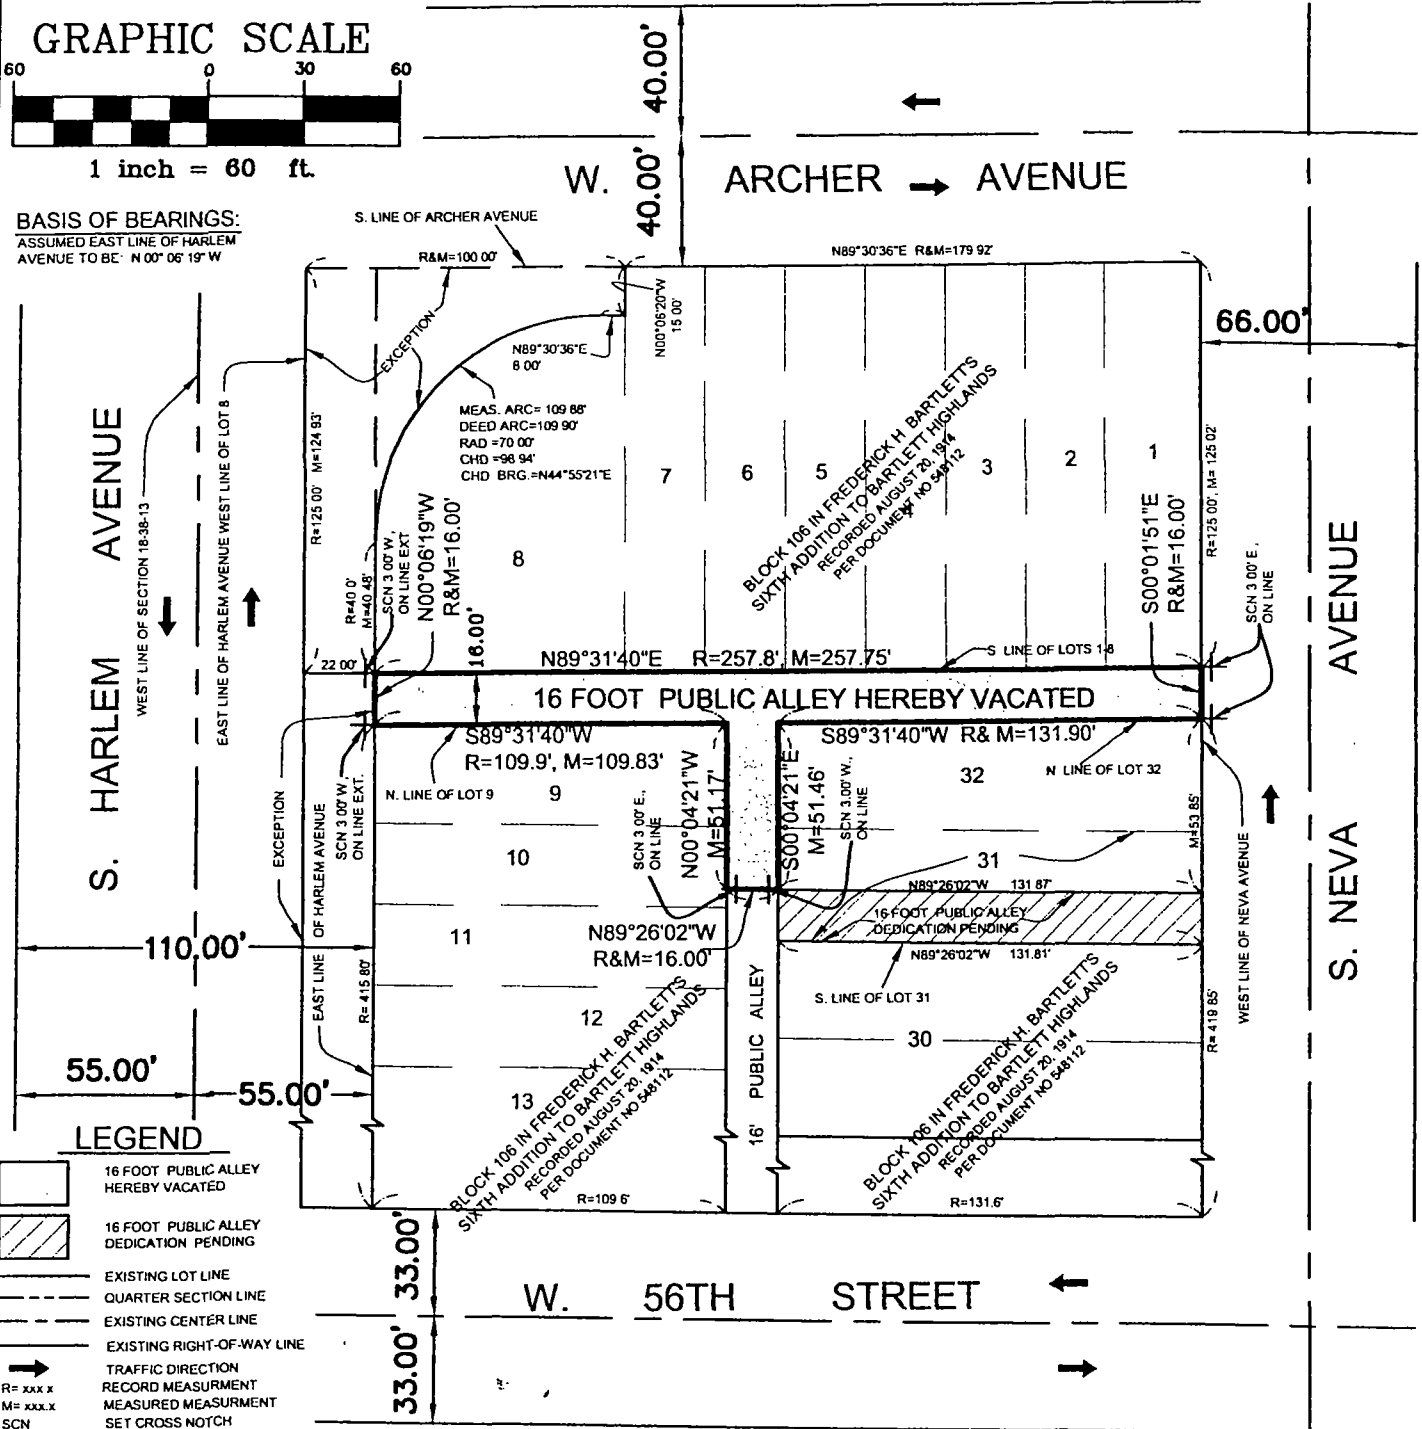 GRAPHIC SCALE
60 0 30 60
1 inch = 60 ft.
BASIS OF BEARINGS:
ASSUMED EAST LINE OF HARLEM
AVENUE TO BE: N 00° 06' 19" W
40.00'
40.00'
W. ARCHER AVENUE
S. LINE OF ARCHER AVENUE
R&M=100 00'
N89°30'36"E R&M=179 92'
66.00'
N00°06'20"W
15 00'
N89°30'36"E
8 00'
EXCEPTION
MEAS. ARC= 109 88'
DEED ARC=109 90'
RAD =70 00'
CHD =98 94'
CHD BRG.=N44°55'21"E
R=125 00' M=124 93'
WEST LINE OF SECTION 18-38-13
EAST LINE OF HARLEM AVENUE WEST LINE OF LOT 8
S. HARLEM AVENUE
R=40 0'
M=40 48'
SCN 3 00' W,
ON LINE EXT
N00°06'19"W
R&M=16.00'
8
7
6
5
3
2
1
BLOCK 106 IN FREDERICK H. BARTLETT'S
SIXTH ADDITION TO BARTLETT HIGHLANDS
RECORDED AUGUST 20, 1914
PER DOCUMENT NO 548112
S00°01'51"E
R&M=16.00'
R=125 00', M= 125 02'
SCN 3 00' E,
ON LINE
S. NEVA AVENUE
22 00'
16.00'
N89°31'40"E R=257.8' M=257.75'
S LINE OF LOTS 1-8
16 FOOT PUBLIC ALLEY HEREBY VACATED
S89°31'40"W
R=109.9', M=109.83'
S89°31'40"W R& M=131.90'
N. LINE OF LOT 9
N LINE OF LOT 32
9
32
EXCEPTION
SCN 3 00' W,
ON LINE EXT.
SCN 3 00' E.,
ON LINE
N00°04'21"W
M=51.17'
S00°04'21"E
M=51.46'
SCN 3.00' W.,
ON LINE
M=53 85'
10
31
N89°26'02"W 131 87'
16 FOOT PUBLIC ALLEY
DEDICATION PENDING
N89°26'02"W 131.81'
S. LINE OF LOT 31
WEST LINE OF NEVA AVENUE
EAST LINE OF HARLEM AVENUE
110.00'
R= 415 80'
11
N89°26'02"W
R&M=16.00'
12
13
30
R= 419 85'
16' PUBLIC ALLEY
BLOCK 106 IN FREDERICK H. BARTLETT'S
SIXTH ADDITION TO BARTLETT HIGHLANDS
RECORDED AUGUST 20, 1914
PER DOCUMENT NO 548112
BLOCK 106 IN FREDERICK H. BARTLETT'S
SIXTH ADDITION TO BARTLETT HIGHLANDS
RECORDED AUGUST 20, 1914
PER DOCUMENT NO 548112
55.00'
55.00'
R=109 6'
R=131.6'
33.00'
33.00'
W. 56TH STREET
LEGEND
16 FOOT PUBLIC ALLEY
HEREBY VACATED
16 FOOT PUBLIC ALLEY
DEDICATION PENDING
EXISTING LOT LINE
QUARTER SECTION LINE
EXISTING CENTER LINE
EXISTING RIGHT-OF-WAY LINE
TRAFFIC DIRECTION
R= xxx x RECORD MEASURMENT
M= xxx.x MEASURED MEASURMENT
SCN SET CROSS NOTCH